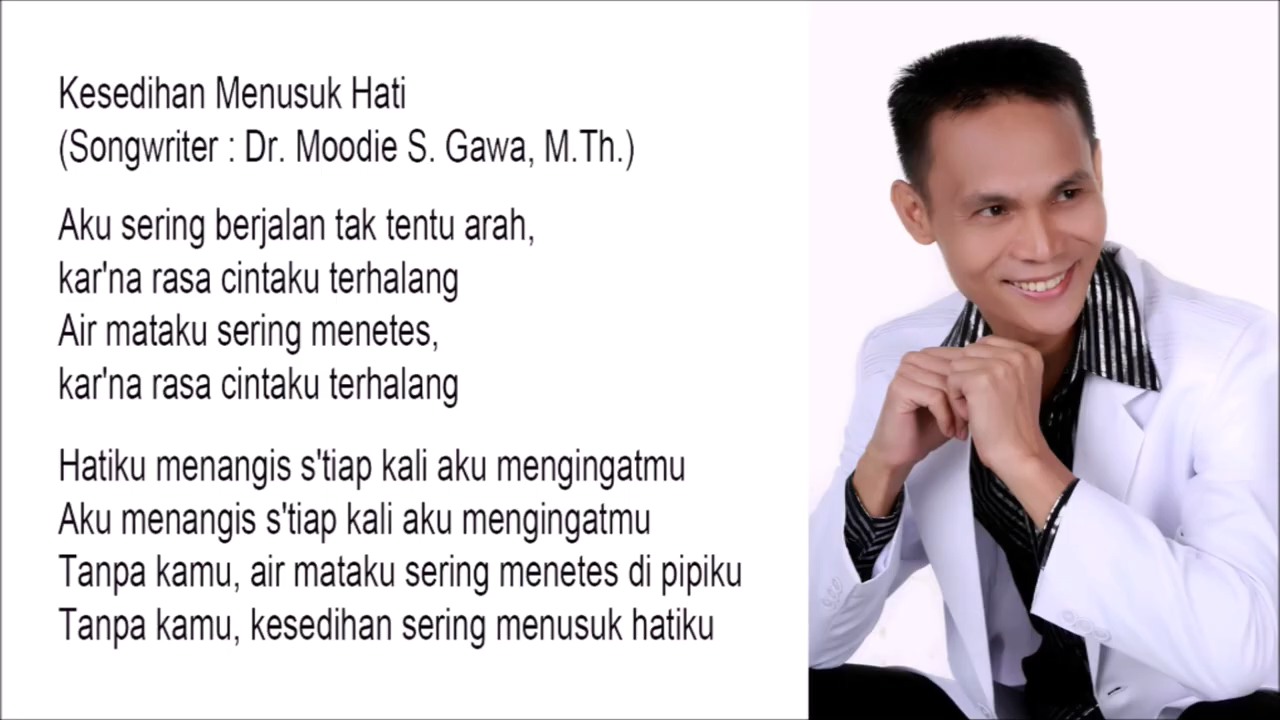 Kesedihan Menusuk Hati
(Songwriter : Dr. Moodie S. Gawa, M.Th.)
Aku sering berjalan tak tentu arah,
kar'na rasa cintaku terhalang
Air mataku sering menetes,
kar'na rasa cintaku terhalang
Hatiku menangis s'tiap kali aku mengingatmu
Aku menangis s'tiap kali aku mengingatmu
Tanpa kamu, air mataku sering menetes di pipiku
Tanpa kamu, kesedihan sering menusuk hatiku